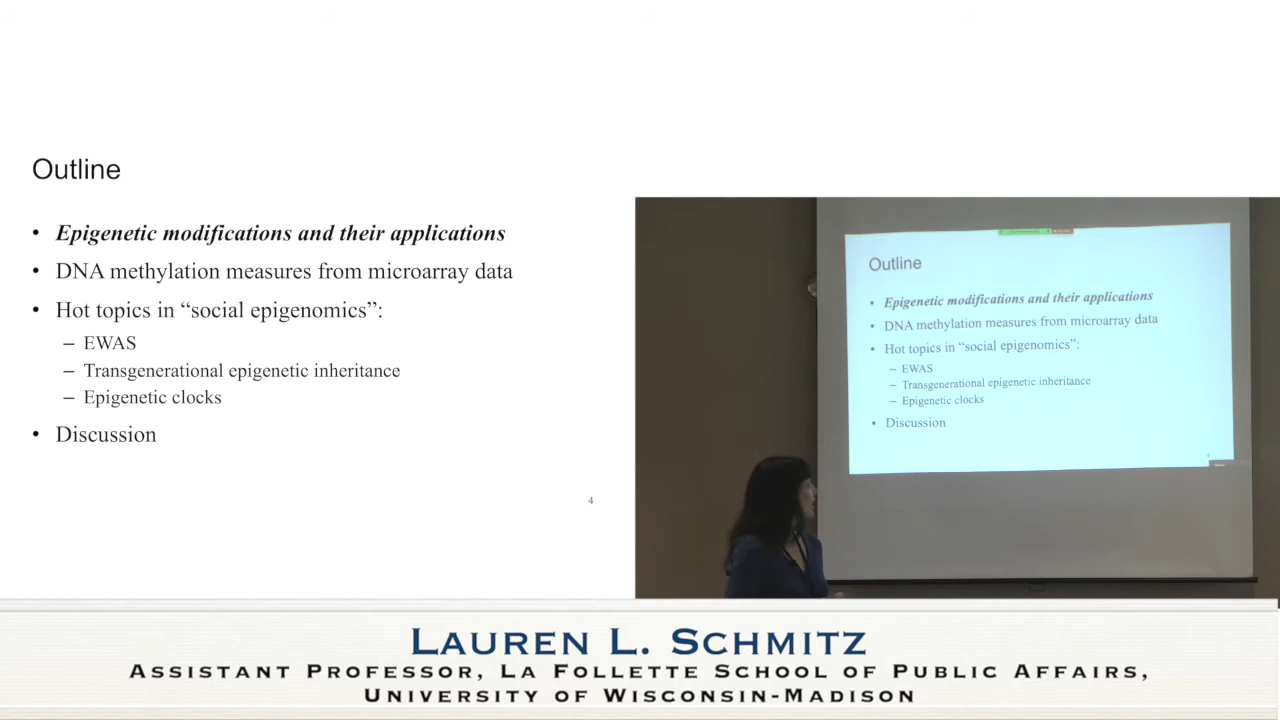 Outline
• Epigenetic modifications and their applications
• DNA methylation measures from microarray data
• Hot topics in “social epigenomics”:
– EWAS
– Transgenerational epigenetic inheritance
– Epigenetic clocks
• Discussion
4
Outline
• Epigenetic modifications and their applications
• DNA methylation measures from microarray data
• Hot topics in “social epigenomics”:
– EWAS
– Transgenerational epigenetic inheritance
– Epigenetic clocks
• Discussion
LAUREN L. SCHMITZ
ASSISTANT PROFESSOR, LA FOLLETTE SCHOOL OF PUBLIC AFFAIRS,
UNIVERSITY OF WISCONSIN-MADISON